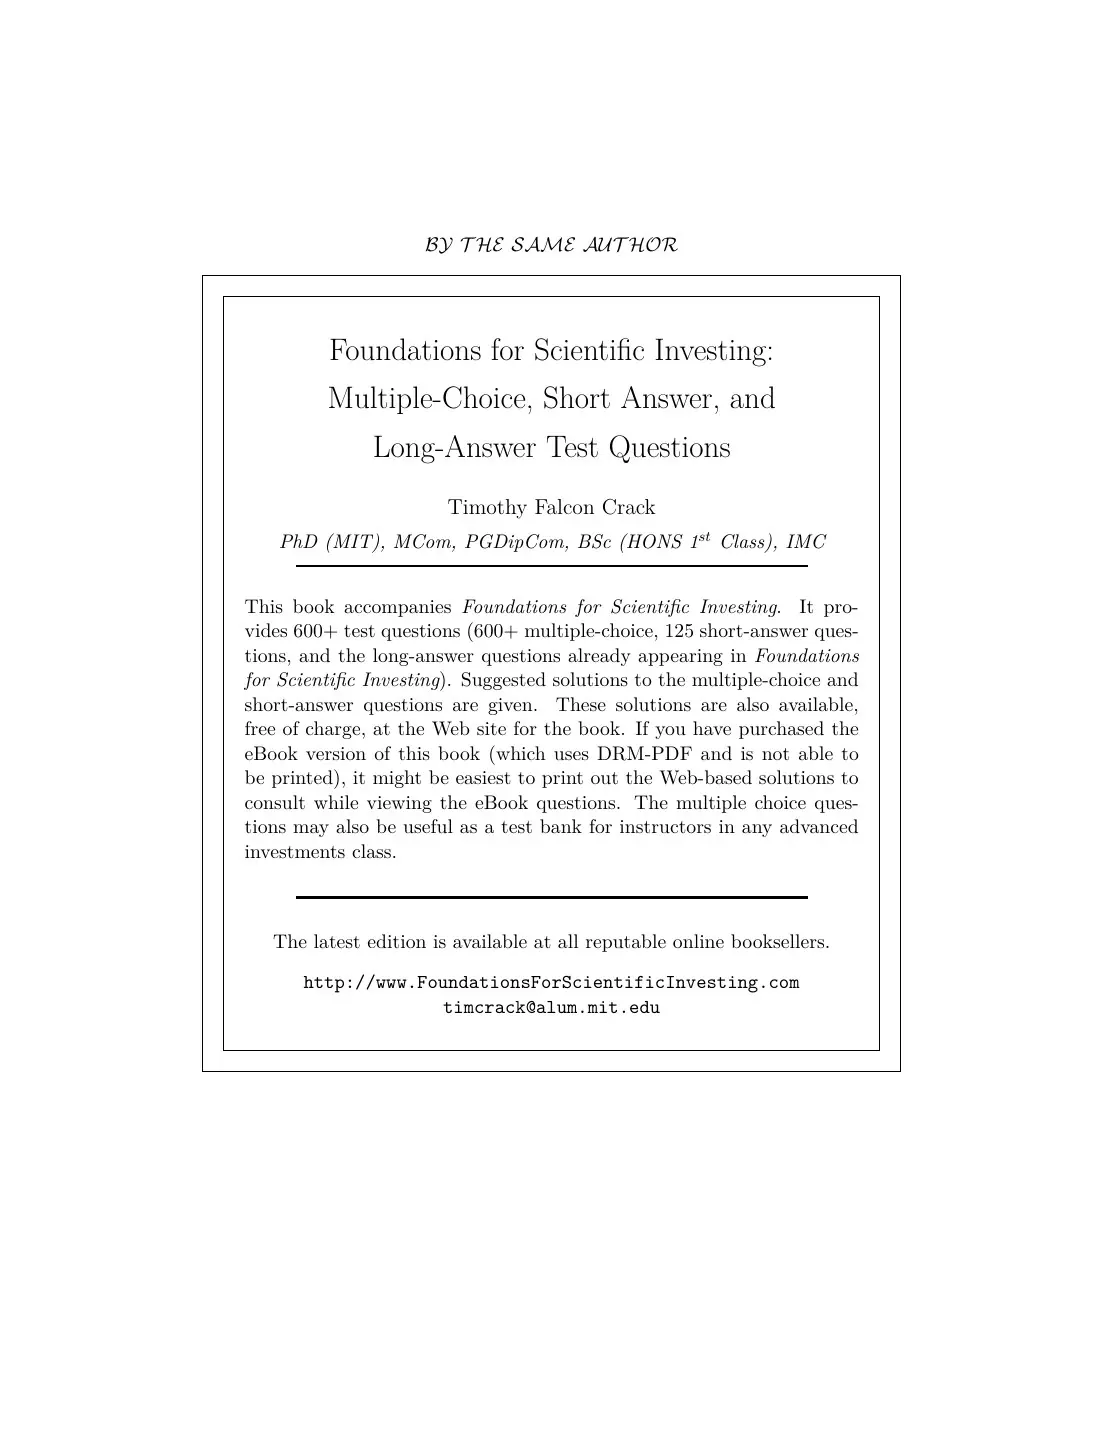 BY THE SAME AUTHOR
Foundations for Scientific Investing:
Multiple-Choice, Short Answer, and
Long-Answer Test Questions
Timothy Falcon Crack
PhD (MIT), MCom, PGDipCom, BSc (HONS 1st Class), IMC
This book accompanies Foundations for Scientific Investing. It pro-
vides 600+ test questions (600+ multiple-choice, 125 short-answer ques-
tions, and the long-answer questions already appearing in Foundations
for Scientific Investing). Suggested solutions to the multiple-choice and
short-answer questions are given. These solutions are also available,
free of charge, at the Web site for the book. If you have purchased the
eBook version of this book (which uses DRM-PDF and is not able to
be printed), it might be easiest to print out the Web-based solutions to
consult while viewing the eBook questions. The multiple choice ques-
tions may also be useful as a test bank for instructors in any advanced
investments class.
The latest edition is available at all reputable online booksellers.
http://www.FoundationsForScientificInvesting.com
timcrack@alum.mit.edu